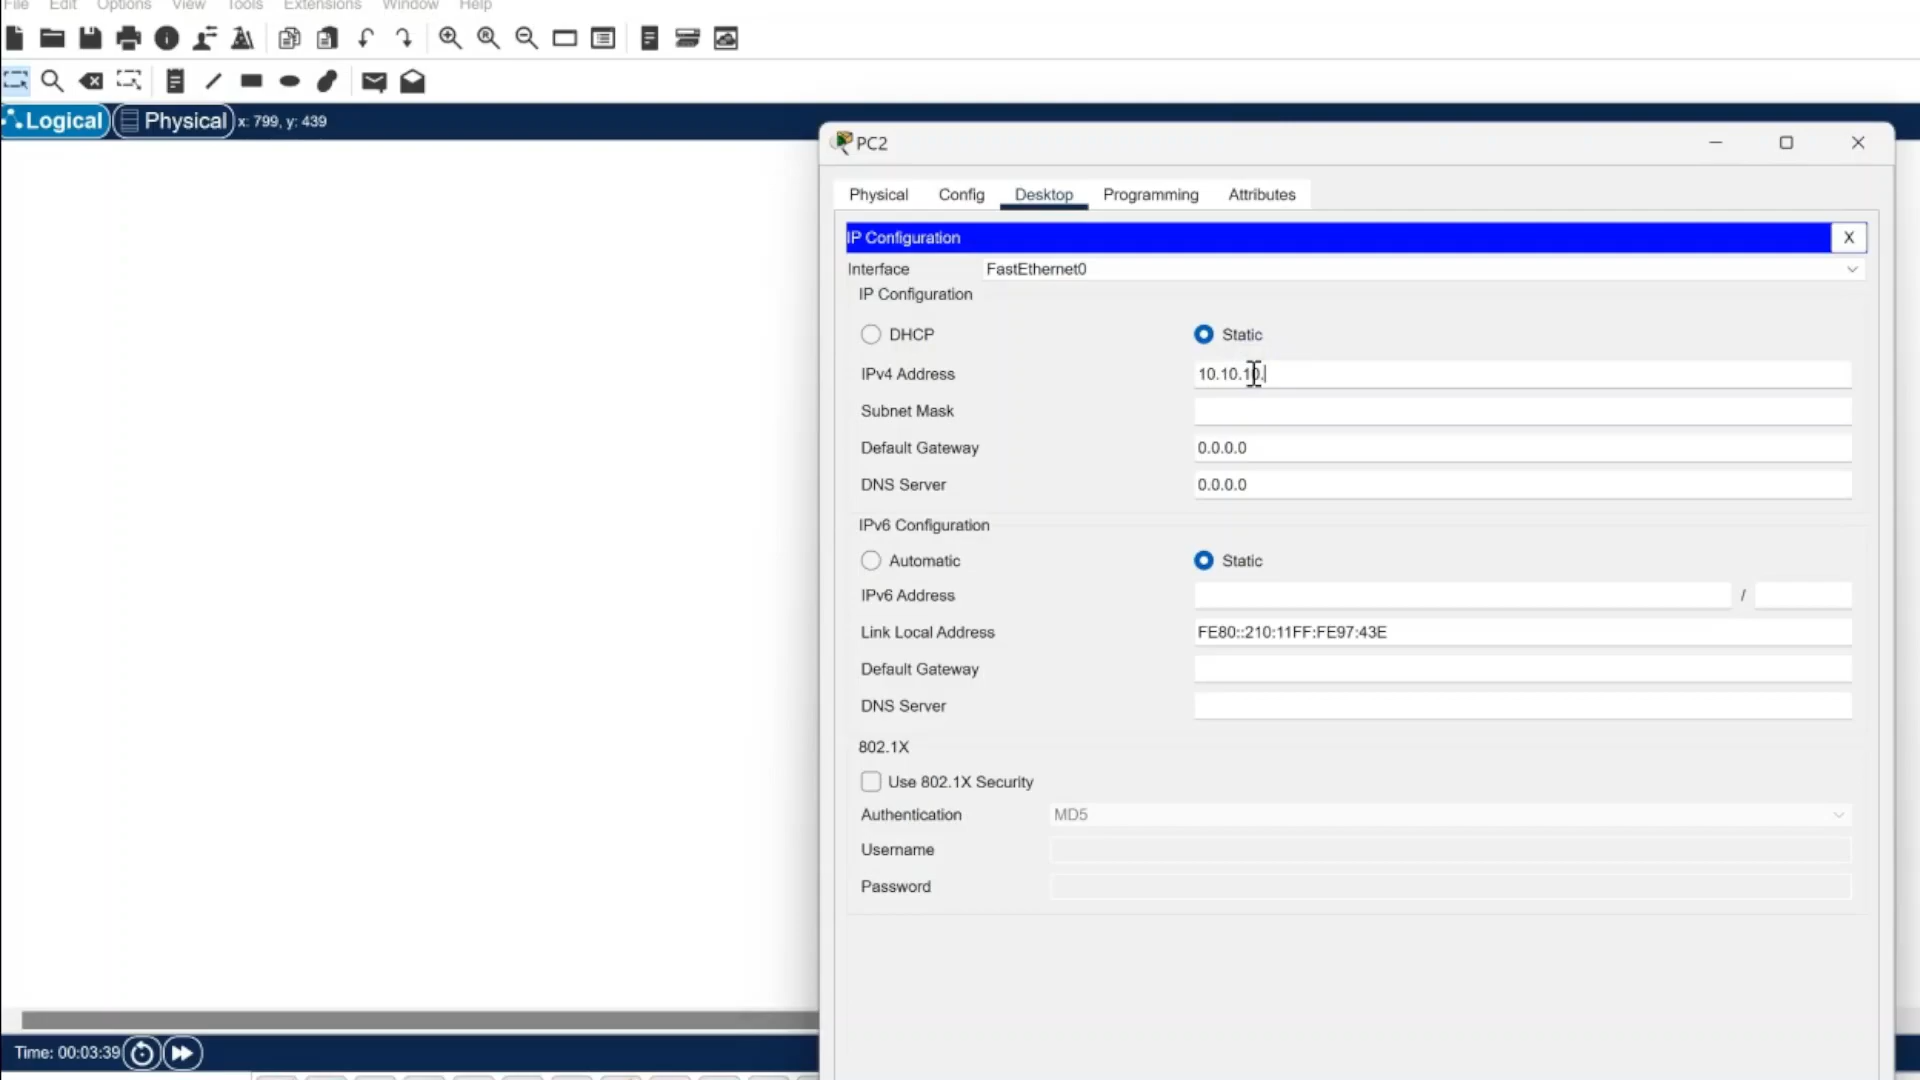 File Edit Options View Tools Extensions Window Help
Logical Physical x: 799, y: 439
PC2
Physical Config Desktop Programming Attributes
IP Configuration X
Interface FastEthernet0
IP Configuration
DHCP Static
IPv4 Address 10.10.10.
Subnet Mask
Default Gateway 0.0.0.0
DNS Server 0.0.0.0
IPv6 Configuration
Automatic Static
IPv6 Address /
Link Local Address FE80::210:11FF:FE97:43E
Default Gateway
DNS Server
802.1X
Use 802.1X Security
Authentication MD5
Username
Password
Time: 00:03:39